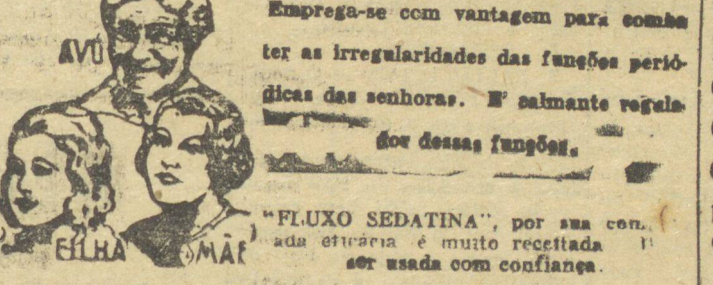 Emprega-se com vantagem para comba
ter as irregularidades das funções perió-
dicas das senhoras. E' calmante regula-
dor dessas funções.
"FLUXO SEDATINA", por sua com
ada eficácia é muito receitada
ser usada com confiança.
AVÓ
FILHA
MÃE